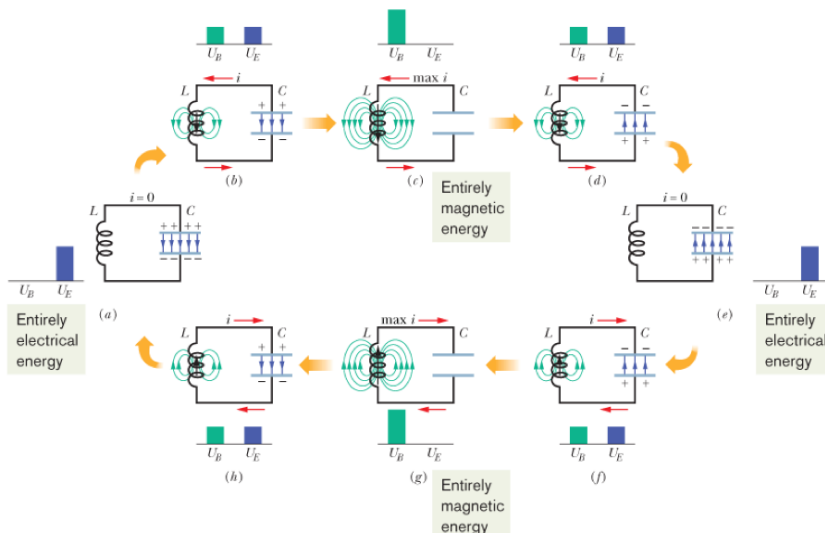 U_B U_E
U_B U_E
U_B U_E
i
max i
i
L C
L C
L C
+ +
− −
− −
+ +
(b)
(c)
(d)
Entirely
magnetic
energy
i = 0
L C
+ + + +
− − − −
i = 0
L C
− − − − −
+ + + +
U_B U_E
(a)
(e)
U_B U_E
Entirely
electrical
energy
Entirely
electrical
energy
i
max i
i
L C
L C
L C
+ +
− −
− −
+ +
U_B U_E
U_B U_E
U_B U_E
(h)
(g)
(f)
Entirely
magnetic
energy